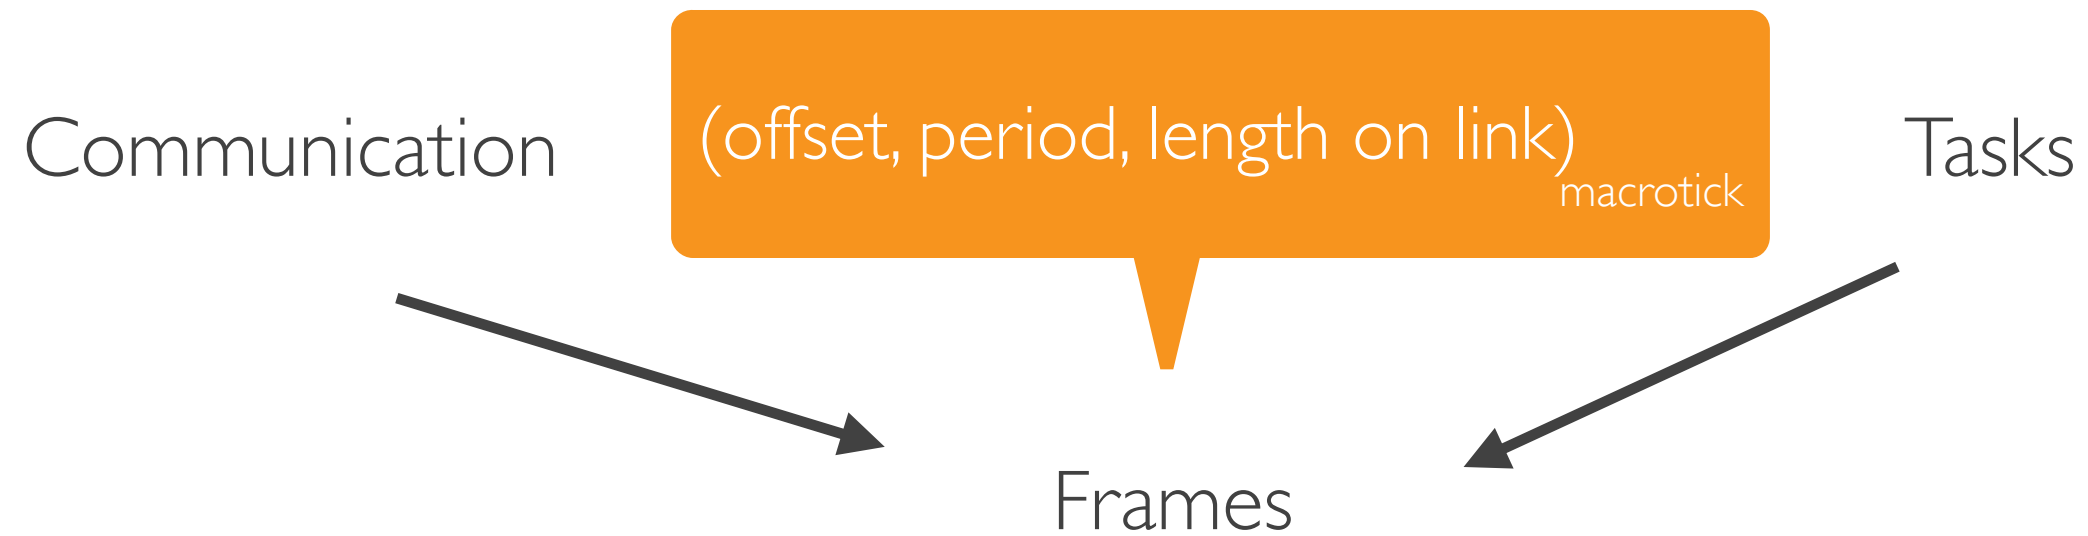 Communication
(offset, period, length on link)
macrotick
Tasks
Frames